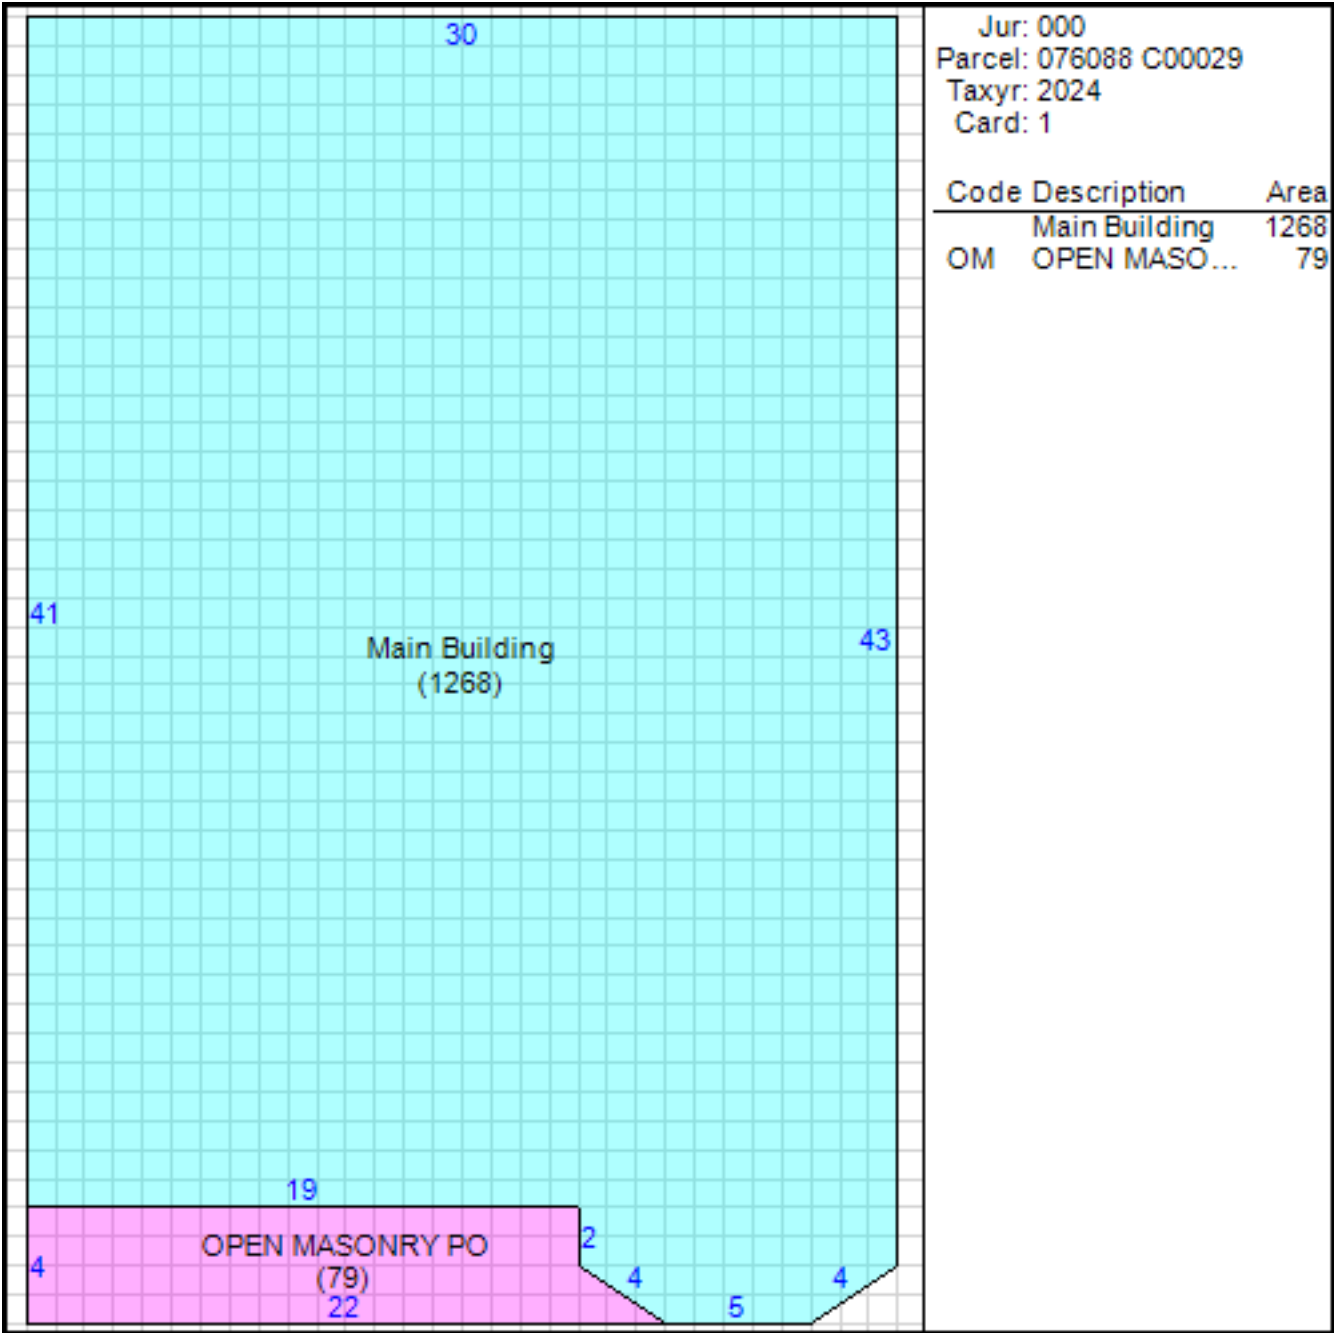 30
41
Main Building
(1268)
43
19
OPEN MASONRY PO
(79)
4
22
2
4
5
4
Jur: 000
Parcel: 076088 C00029
Taxyr: 2024
Card: 1
Code Description Area
Main Building 1268
OM OPEN MASO... 79